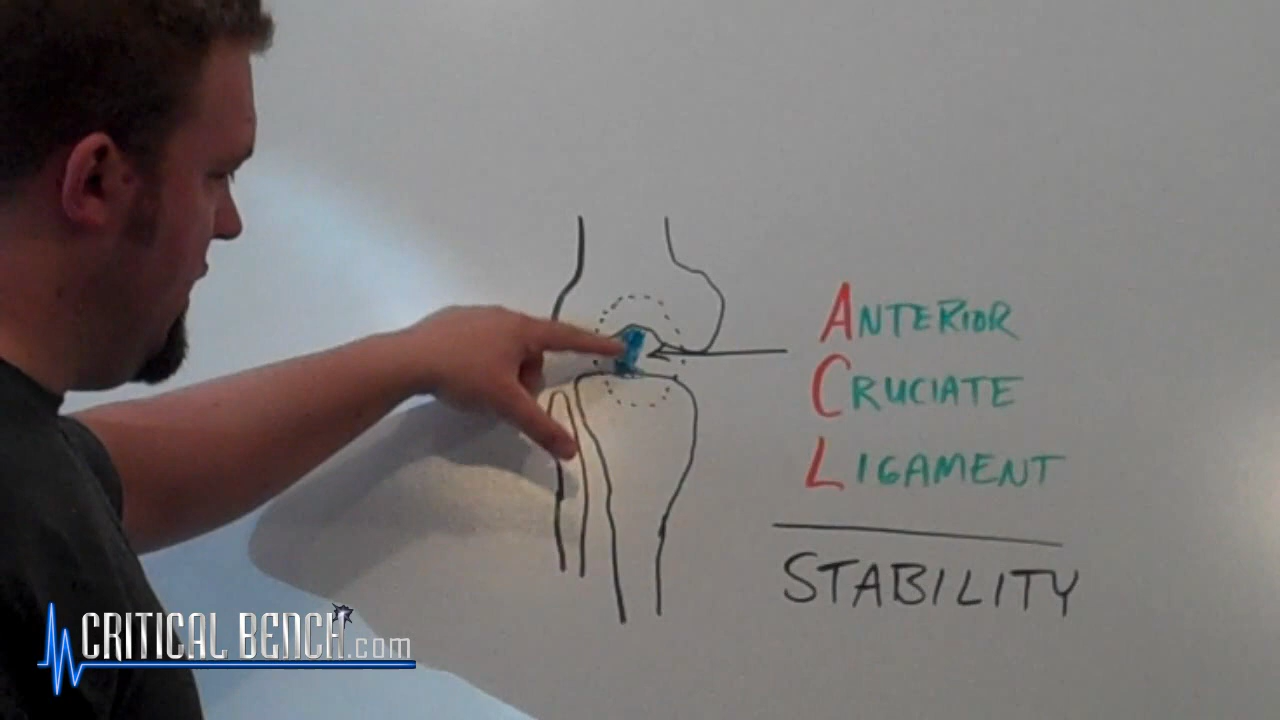 ANTERIOR
CRUCIATE
LIGAMENT
STABILITY
CRITICAL BENCH.com